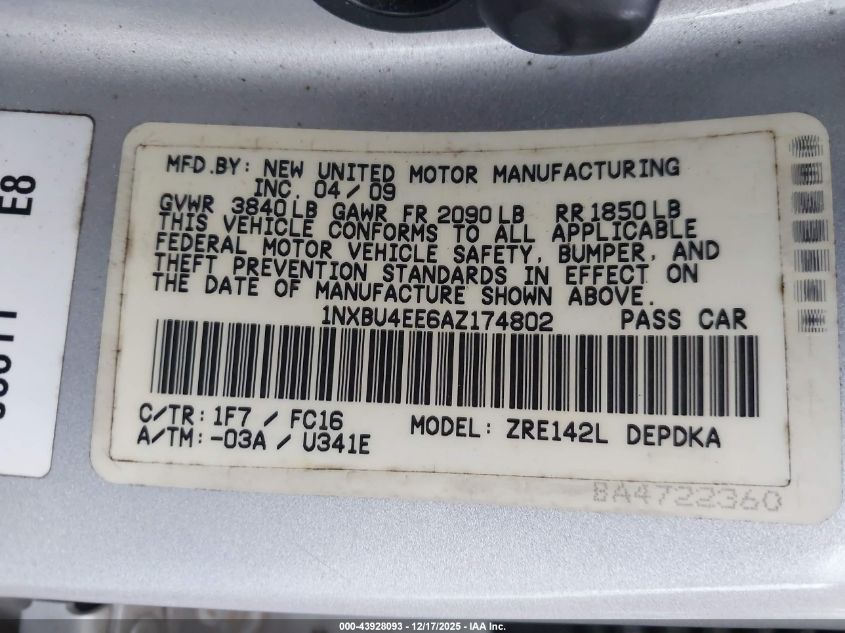 E8
MFD.BY: NEW UNITED MOTOR MANUFACTURING
INC. 04/09
GVWR 3840LB GAWR FR 2090LB RR 1850LB
THIS VEHICLE CONFORMS TO ALL APPLICABLE
FEDERAL MOTOR VEHICLE SAFETY, BUMPER, AND
THEFT PREVENTION STANDARDS IN EFFECT ON
THE DATE OF MANUFACTURE SHOWN ABOVE.
1NXBU4EE6AZ174802 PASS CAR
C/TR: 1F7 / FC16
A/TM: -03A / U341E
MODEL: ZRE142L DEPDKA
BA4722360
000-43928093 - 12/17/2025 - IAA Inc.